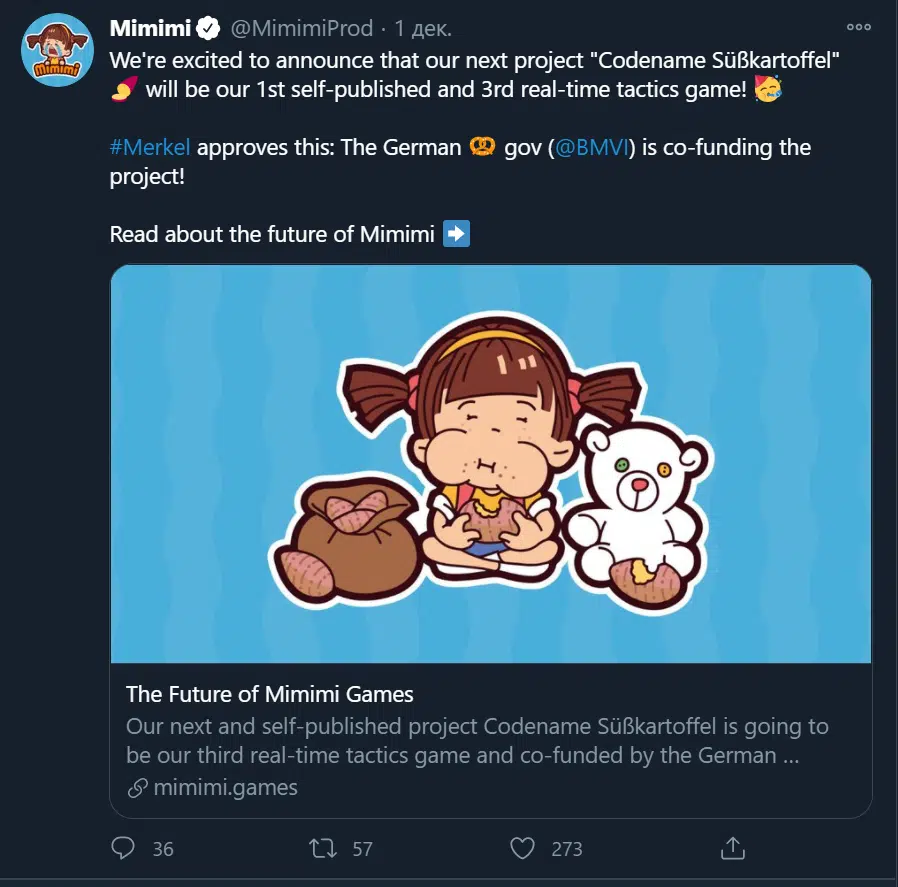 Mimimi @MimimiProd · 1 дек.
We're excited to announce that our next project "Codename Süßkartoffel"
🍠 will be our 1st self-published and 3rd real-time tactics game! 🥳
#Merkel approves this: The German 🥨 gov (@BMVI) is co-funding the
project!
Read about the future of Mimimi ➡️
mimimi
The Future of Mimimi Games
Our next and self-published project Codename Süßkartoffel is going to
be our third real-time tactics game and co-funded by the German ...
mimimi.games
36 57 273